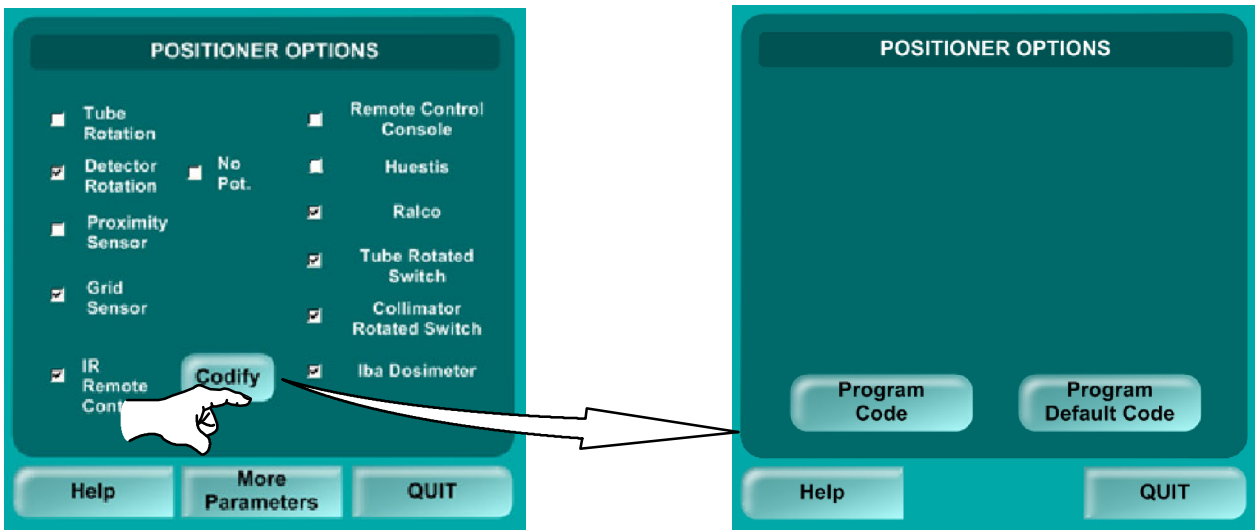 POSITIONER OPTIONS
Tube
Rotation
Detector
Rotation
No
Pot.
Proximity
Sensor
Grid
Sensor
IR
Remote
Cont
Codify
Remote Control
Console
Huestis
Ralco
Tube Rotated
Switch
Collimator
Rotated Switch
Iba Dosimeter
Help
More
Parameters
QUIT
POSITIONER OPTIONS
Program
Code
Program
Default Code
Help
QUIT